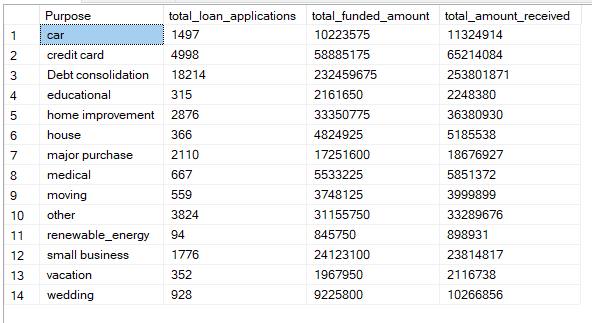 Purpose total_loan_applications total_funded_amount total_amount_received
1 car 1497 10223575 11324914
2 credit card 4998 58885175 65214084
3 Debt consolidation 18214 232459675 253801871
4 educational 315 2161650 2248380
5 home improvement 2876 33350775 36380930
6 house 366 4824925 5185538
7 major purchase 2110 17251600 18676927
8 medical 667 5533225 5851372
9 moving 559 3748125 3999899
10 other 3824 31155750 33289676
11 renewable_energy 94 845750 898931
12 small business 1776 24123100 23814817
13 vacation 352 1967950 2116738
14 wedding 928 9225800 10266856